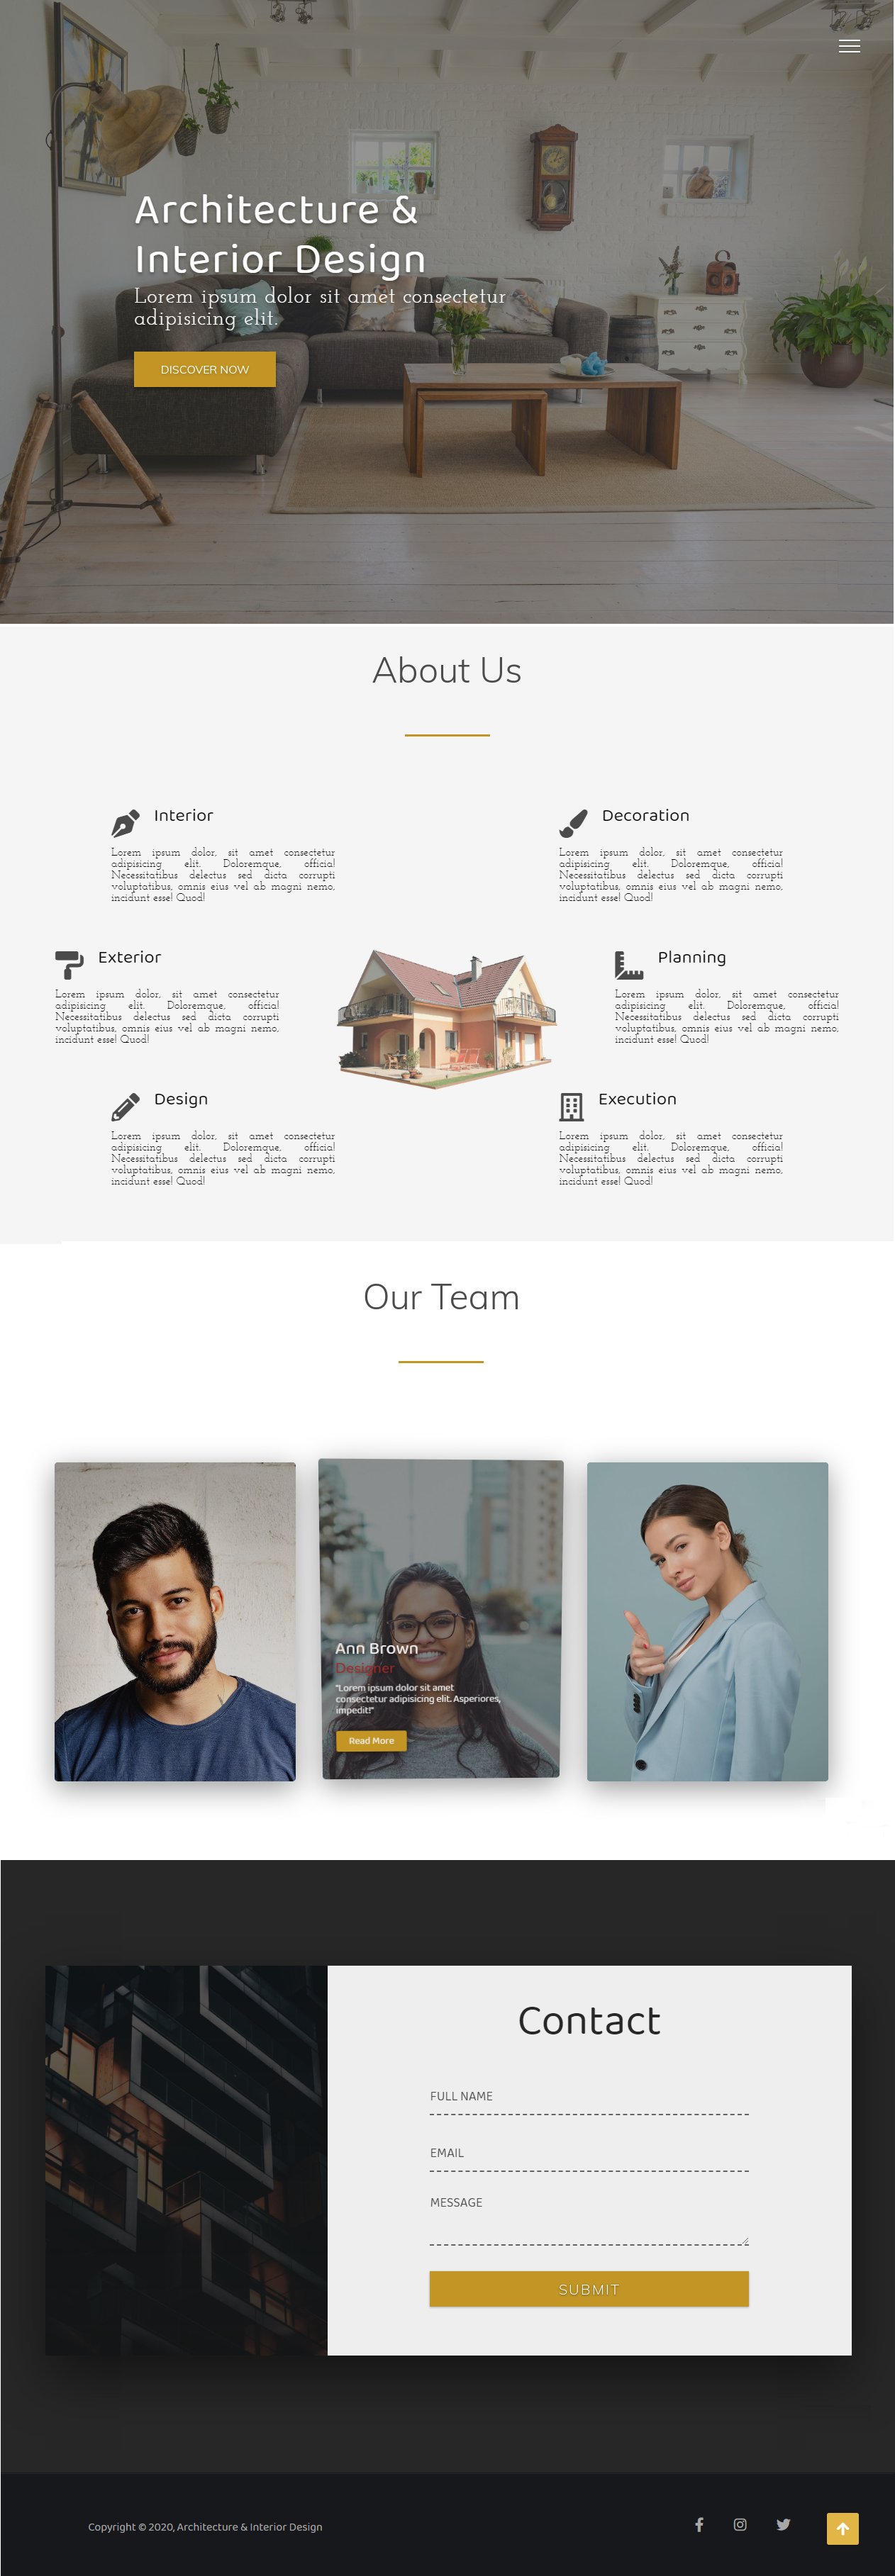 Architecture &
Interior Design
Lorem ipsum dolor sit amet consectetur
adipisicing elit.
DISCOVER NOW
About Us
Interior
Lorem ipsum dolor, sit amet consectetur
adipisicing elit. Doloremque, officia!
Necessitatibus delectus sed dicta corrupti
voluptatibus, omnis eius vel ab magni nemo,
incidunt esse! Quod!
Decoration
Lorem ipsum dolor, sit amet consectetur
adipisicing elit. Doloremque, officia!
Necessitatibus delectus sed dicta corrupti
voluptatibus, omnis eius vel ab magni nemo,
incidunt esse! Quod!
Exterior
Lorem ipsum dolor, sit amet consectetur
adipisicing elit. Doloremque, officia!
Necessitatibus delectus sed dicta corrupti
voluptatibus, omnis eius vel ab magni nemo,
incidunt esse! Quod!
Planning
Lorem ipsum dolor, sit amet consectetur
adipisicing elit. Doloremque, officia!
Necessitatibus delectus sed dicta corrupti
voluptatibus, omnis eius vel ab magni nemo,
incidunt esse! Quod!
Design
Lorem ipsum dolor, sit amet consectetur
adipisicing elit. Doloremque, officia!
Necessitatibus delectus sed dicta corrupti
voluptatibus, omnis eius vel ab magni nemo,
incidunt esse! Quod!
Execution
Lorem ipsum dolor, sit amet consectetur
adipisicing elit. Doloremque, officia!
Necessitatibus delectus sed dicta corrupti
voluptatibus, omnis eius vel ab magni nemo,
incidunt esse! Quod!
Our Team
Ann Brown
Designer
"Lorem ipsum dolor sit amet
consectetur adipisicing elit. Asperiores,
impedit!"
Read More
Contact
FULL NAME
EMAIL
MESSAGE
SUBMIT
Copyright © 2020, Architecture & Interior Design